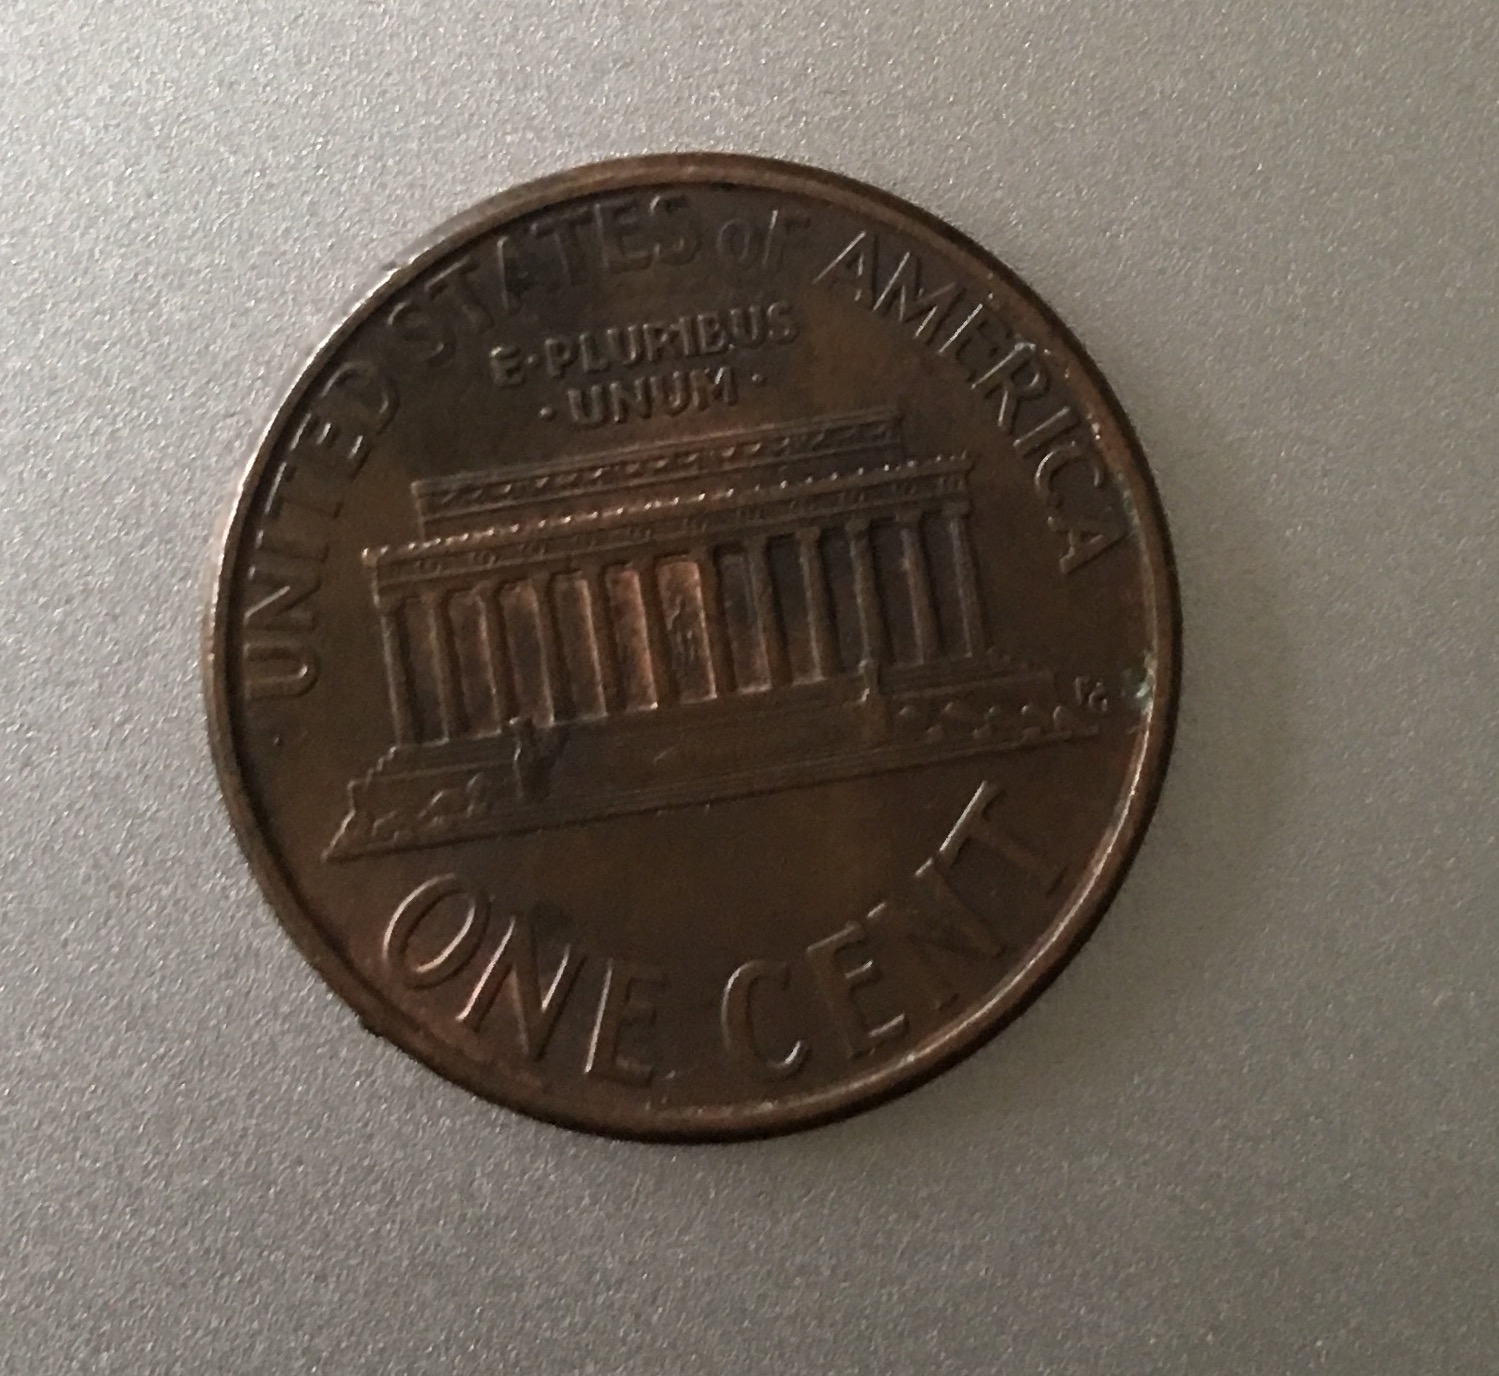 UNITED STATES OF AMERICA
E·PLURIBUS
·UNUM·
ONE CENT